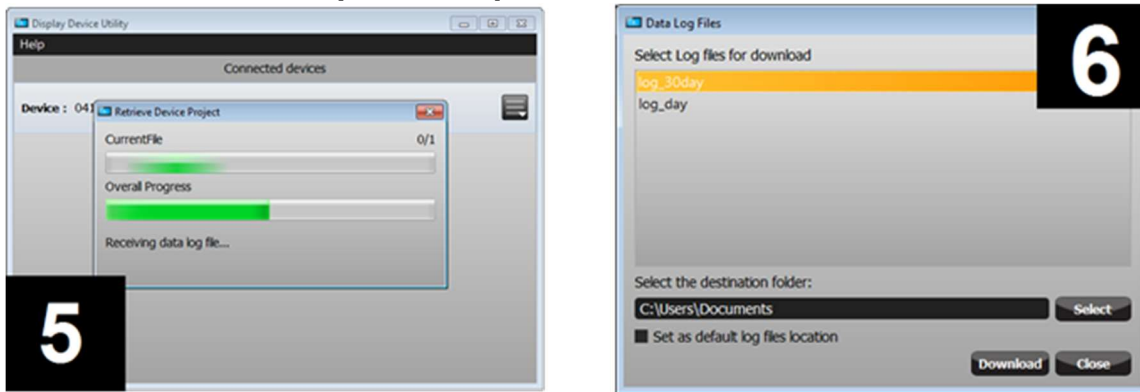 Display Device Utility
Help
Connected devices
Device : 041
Retrieve Device Project
CurrentFile 0/1
Overall Progress
Receiving data log file...
5
Data Log Files
Select Log files for download
log_30day
log_day
Select the destination folder:
C:\Users\Documents Select
Set as default log files location
Download Close
6